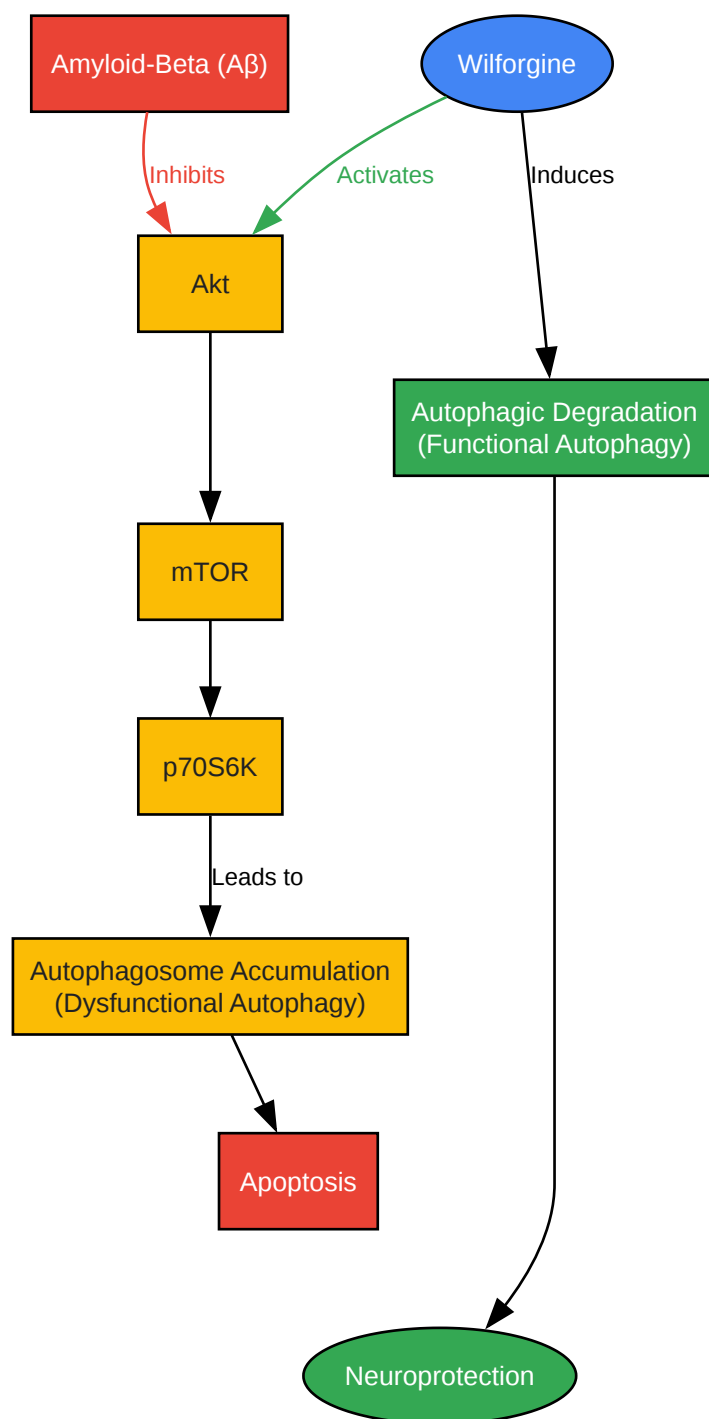 Amyloid-Beta (Aβ)
Wilforgine
Inhibits
Activates
Induces
Akt
Autophagic Degradation
(Functional Autophagy)
mTOR
p70S6K
Leads to
Autophagosome Accumulation
(Dysfunctional Autophagy)
Apoptosis
Neuroprotection